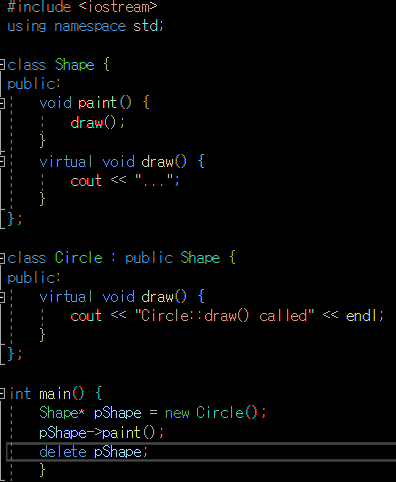 #include <iostream>
using namespace std;
class Shape {
public:
void paint() {
draw();
}
virtual void draw() {
cout << "...";
}
};
class Circle : public Shape {
public:
virtual void draw() {
cout << "Circle::draw() called" << endl;
}
};
int main() {
Shape* pShape = new Circle();
pShape->paint();
delete pShape;
}